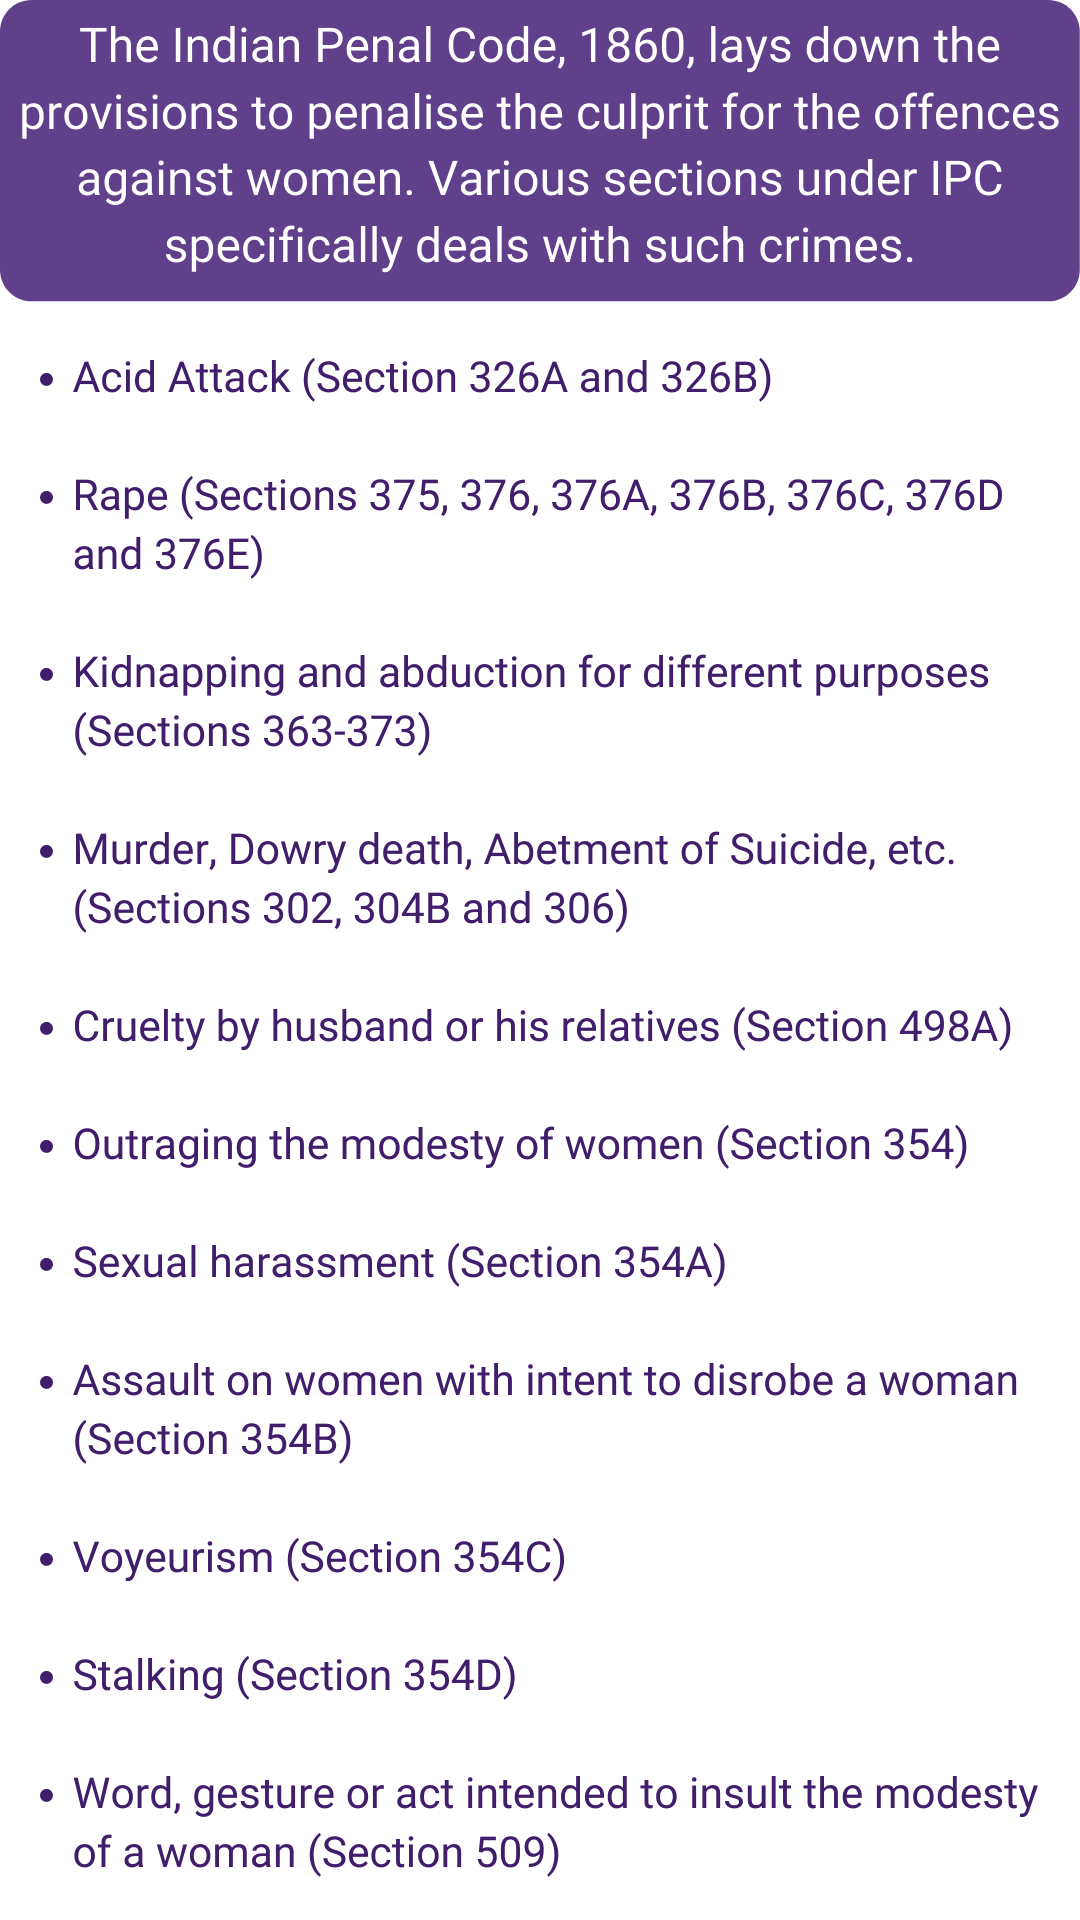 The Indian Penal Code, 1860, lays down the
provisions to penalise the culprit for the offences
against women. Various sections under IPC
specifically deals with such crimes.
• Acid Attack (Section 326A and 326B)
• Rape (Sections 375, 376, 376A, 376B, 376C, 376D
and 376E)
• Kidnapping and abduction for different purposes
(Sections 363-373)
• Murder, Dowry death, Abetment of Suicide, etc.
(Sections 302, 304B and 306)
• Cruelty by husband or his relatives (Section 498A)
• Outraging the modesty of women (Section 354)
• Sexual harassment (Section 354A)
• Assault on women with intent to disrobe a woman
(Section 354B)
• Voyeurism (Section 354C)
• Stalking (Section 354D)
• Word, gesture or act intended to insult the modesty
of a woman (Section 509)